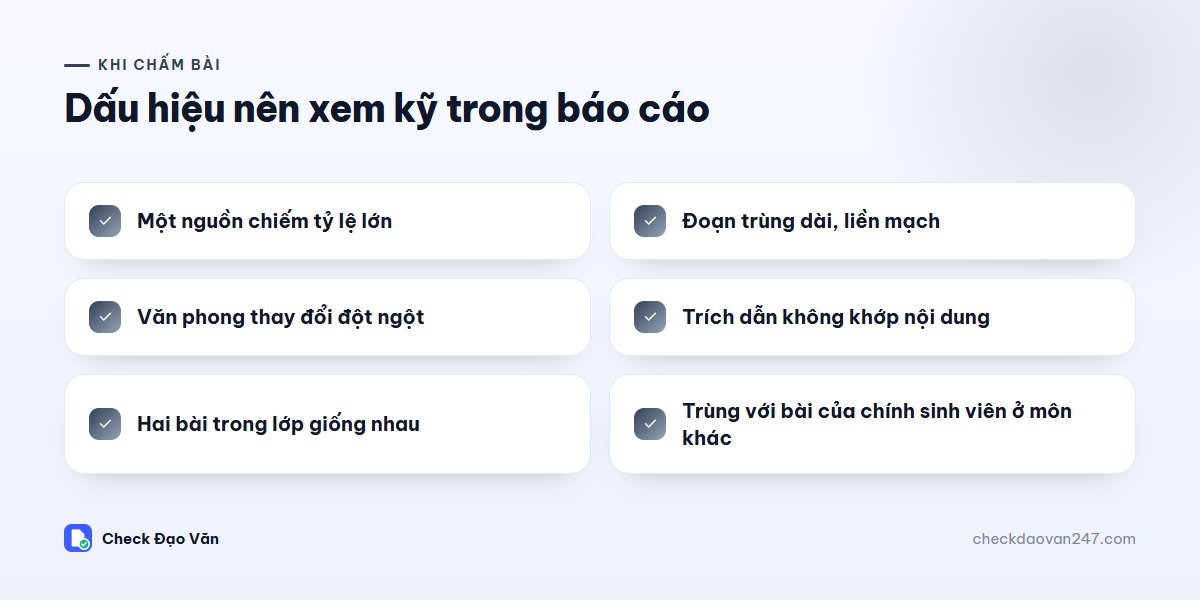 KHI CHẤM BÀI
Dấu hiệu nên xem kỹ trong báo cáo
Một nguồn chiếm tỷ lệ lớn
Đoạn trùng dài, liền mạch
Văn phong thay đổi đột ngột
Trích dẫn không khớp nội dung
Hai bài trong lớp giống nhau
Trùng với bài của chính sinh viên ở môn
khác
Check Đạo Văn
checkdaovan247.com